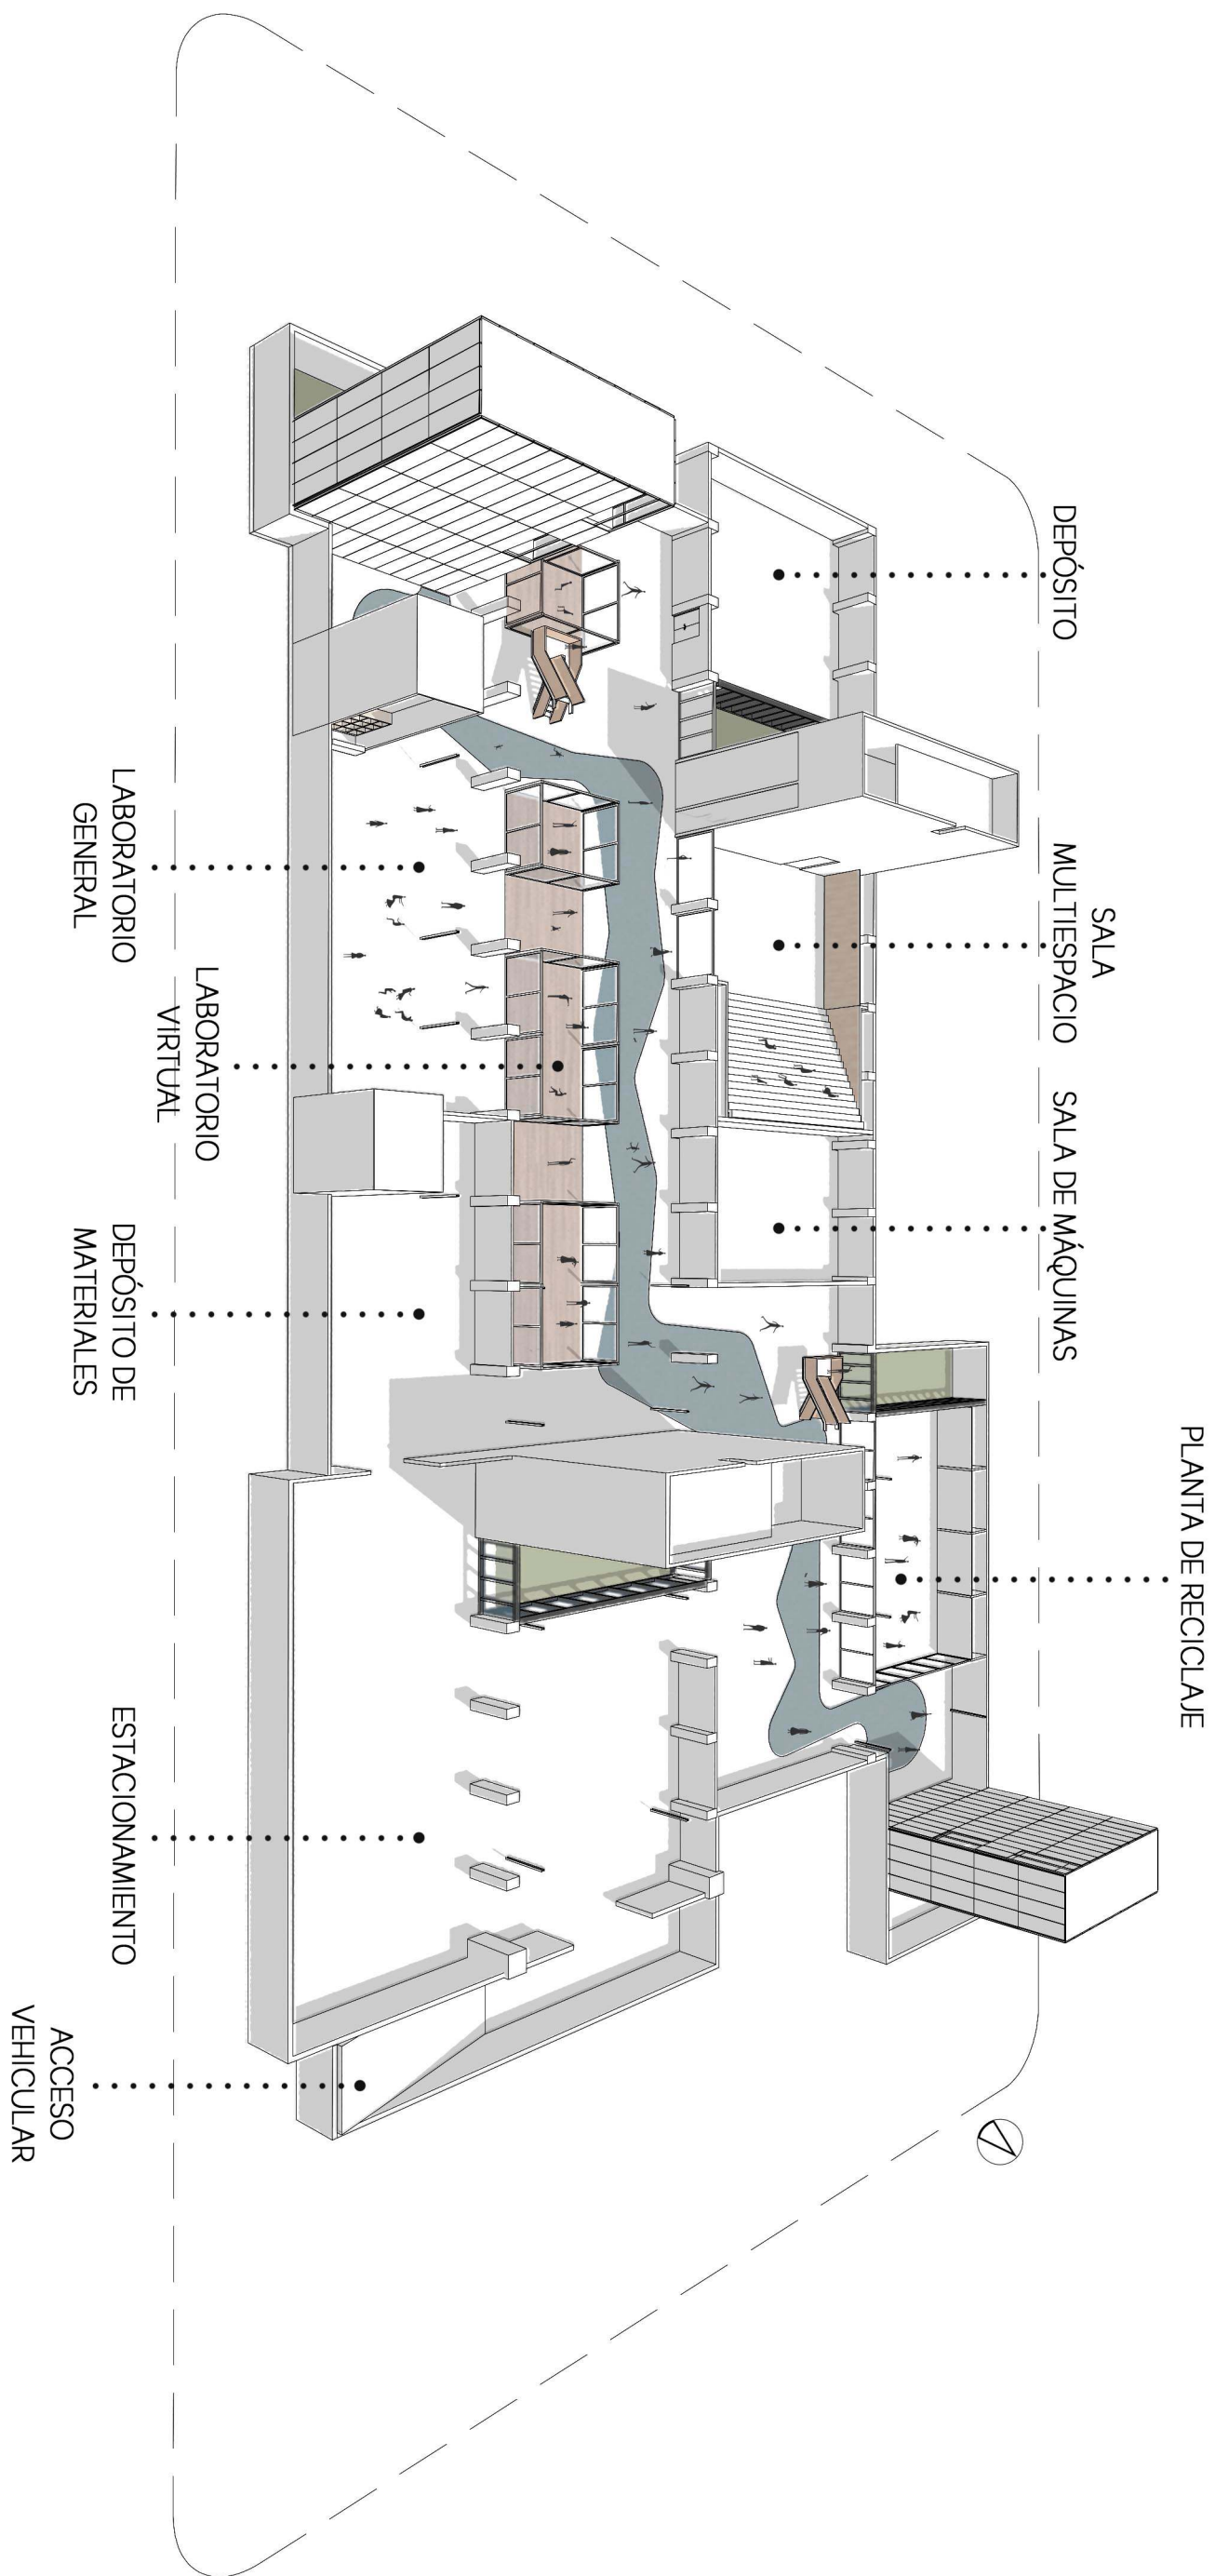 DEPÓSITO
SALA
MULTIESPACIO
SALA DE MÁQUINAS
PLANTA DE RECICLAJE
LABORATORIO
GENERAL
LABORATORIO
VIRTUAL
DEPÓSITO DE
MATERIALES
ESTACIONAMIENTO
ACCESO
VEHICULAR